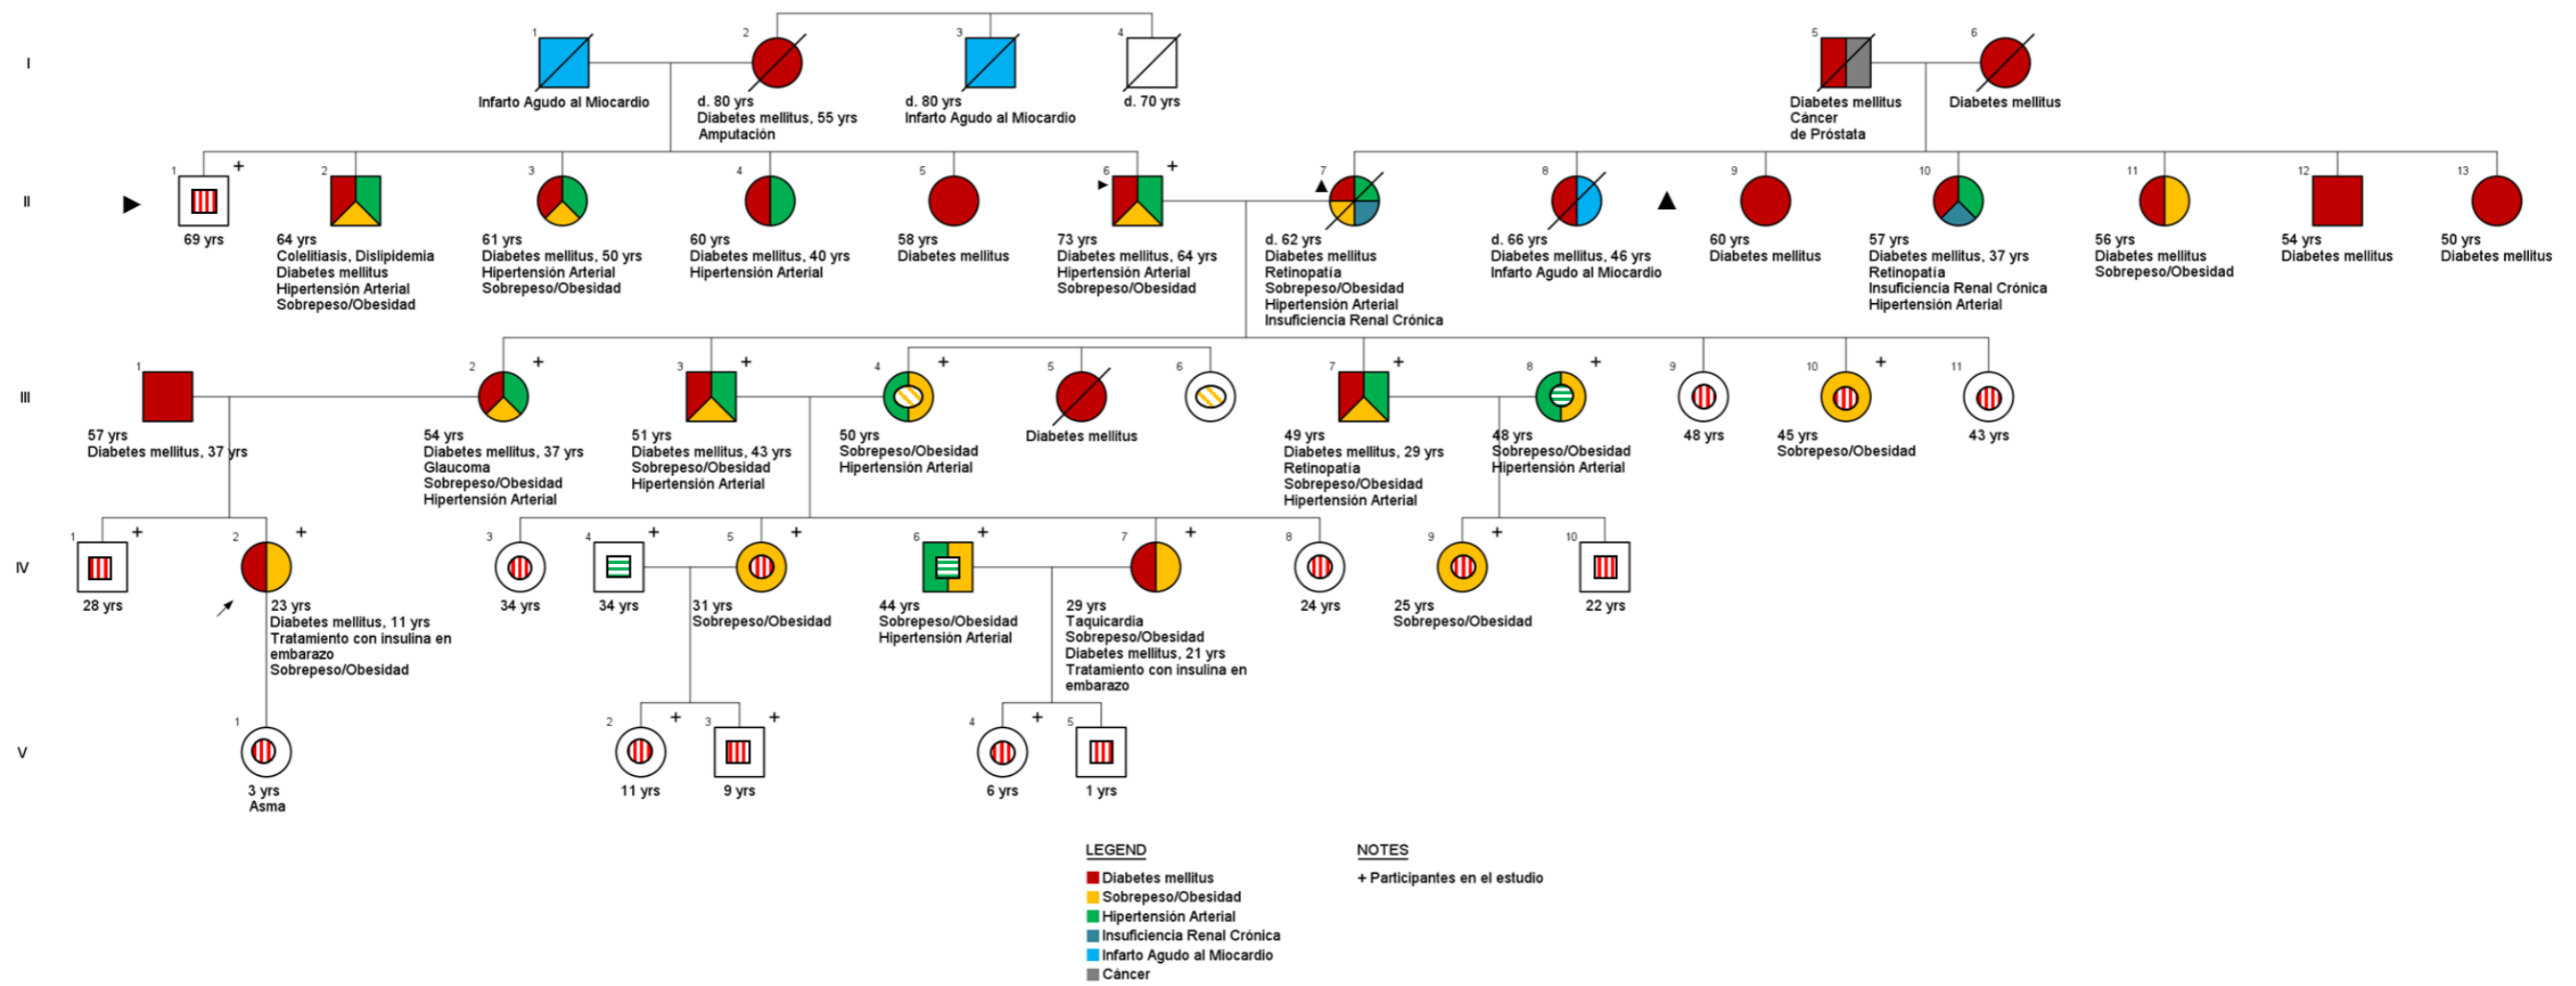 I
1
2
3
4
5
6
Infarto Agudo al Miocardio
d. 80 yrs
Diabetes mellitus, 55 yrs
Amputación
d. 80 yrs
Infarto Agudo al Miocardio
d. 70 yrs
Diabetes mellitus
Cáncer
de Próstata
Diabetes mellitus
II
1
+
2
3
4
5
6
+
7
8
9
10
11
12
13
69 yrs
64 yrs
Colelitiasis, Dislipidemia
Diabetes mellitus
Hipertensión Arterial
Sobrepeso/Obesidad
61 yrs
Diabetes mellitus, 50 yrs
Hipertensión Arterial
Sobrepeso/Obesidad
60 yrs
Diabetes mellitus, 40 yrs
Hipertensión Arterial
58 yrs
Diabetes mellitus
73 yrs
Diabetes mellitus, 64 yrs
Hipertensión Arterial
Sobrepeso/Obesidad
d. 62 yrs
Diabetes mellitus
Retinopatía
Sobrepeso/Obesidad
Hipertensión Arterial
Insuficiencia Renal Crónica
d. 66 yrs
Diabetes mellitus, 46 yrs
Infarto Agudo al Miocardio
60 yrs
Diabetes mellitus
57 yrs
Diabetes mellitus, 37 yrs
Retinopatía
Insuficiencia Renal Crónica
Hipertensión Arterial
56 yrs
Diabetes mellitus
Sobrepeso/Obesidad
54 yrs
Diabetes mellitus
50 yrs
Diabetes mellitus
III
1
2
+
3
+
4
+
5
6
7
+
8
+
9
10
+
11
57 yrs
Diabetes mellitus, 37 yrs
54 yrs
Diabetes mellitus, 37 yrs
Glaucoma
Sobrepeso/Obesidad
Hipertensión Arterial
51 yrs
Diabetes mellitus, 43 yrs
Sobrepeso/Obesidad
Hipertensión Arterial
50 yrs
Sobrepeso/Obesidad
Hipertensión Arterial
Diabetes mellitus
49 yrs
Diabetes mellitus, 29 yrs
Retinopatía
Sobrepeso/Obesidad
Hipertensión Arterial
48 yrs
Sobrepeso/Obesidad
Hipertensión Arterial
48 yrs
45 yrs
Sobrepeso/Obesidad
43 yrs
IV
1
+
2
+
3
4
+
5
+
6
+
7
+
8
9
+
10
28 yrs
23 yrs
Diabetes mellitus, 11 yrs
Tratamiento con insulina en
embarazo
Sobrepeso/Obesidad
34 yrs
34 yrs
31 yrs
Sobrepeso/Obesidad
44 yrs
Sobrepeso/Obesidad
Hipertensión Arterial
29 yrs
Taquicardia
Sobrepeso/Obesidad
Diabetes mellitus, 21 yrs
Tratamiento con insulina en
embarazo
24 yrs
25 yrs
Sobrepeso/Obesidad
22 yrs
V
1
2
+
3
+
4
+
5
3 yrs
Asma
11 yrs
9 yrs
6 yrs
1 yrs
LEGEND
Diabetes mellitus
Sobrepeso/Obesidad
Hipertensión Arterial
Insuficiencia Renal Crónica
Infarto Agudo al Miocardio
Cáncer
NOTES
+ Participantes en el estudio